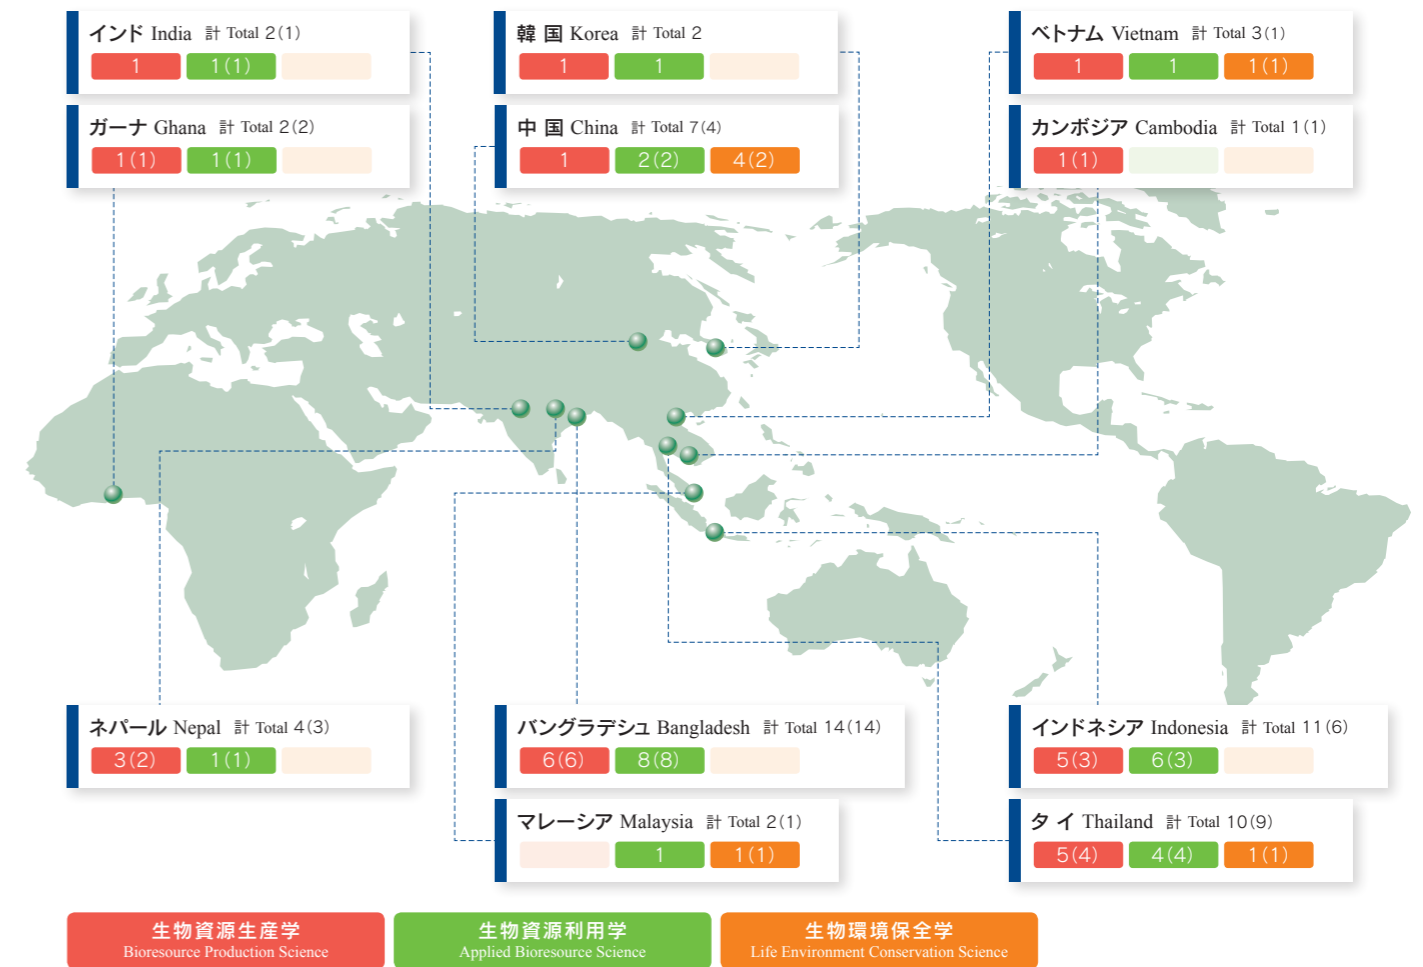 インド India 計 Total 2(1)
1 1(1)
ガーナ Ghana 計 Total 2(2)
1(1) 1(1)
韓 国 Korea 計 Total 2
1 1
中 国 China 計 Total 7(4)
1 2(2) 4(2)
ベトナム Vietnam 計 Total 3(1)
1 1 1(1)
カンボジア Cambodia 計 Total 1(1)
1(1)
ネパール Nepal 計 Total 4(3)
3(2) 1(1)
バングラデシュ Bangladesh 計 Total 14(14)
6(6) 8(8)
マレーシア Malaysia 計 Total 2(1)
1 1(1)
インドネシア Indonesia 計 Total 11(6)
5(3) 6(3)
タ イ Thailand 計 Total 10(9)
5(4) 4(4) 1(1)
生物資源生産学
Bioresource Production Science
生物資源利用学
Applied Bioresource Science
生物環境保全学
Life Environment Conservation Science